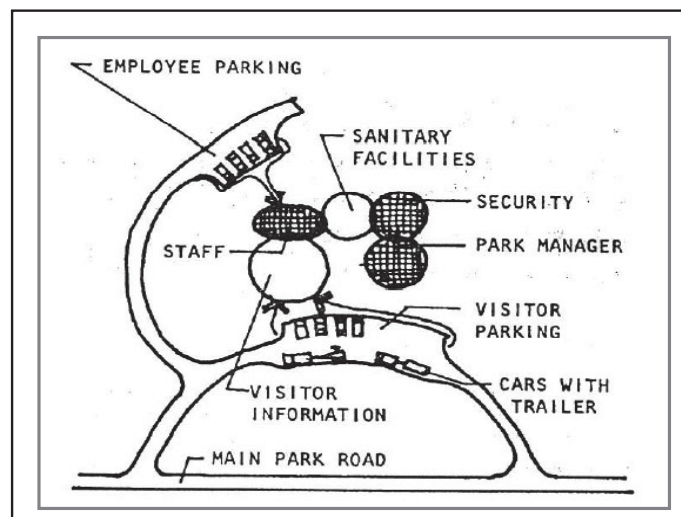 EMPLOYEE PARKING
SANITARY
FACILITIES
SECURITY
STAFF
PARK MANAGER
VISITOR
PARKING
CARS WITH
TRAILER
VISITOR
INFORMATION
MAIN PARK ROAD